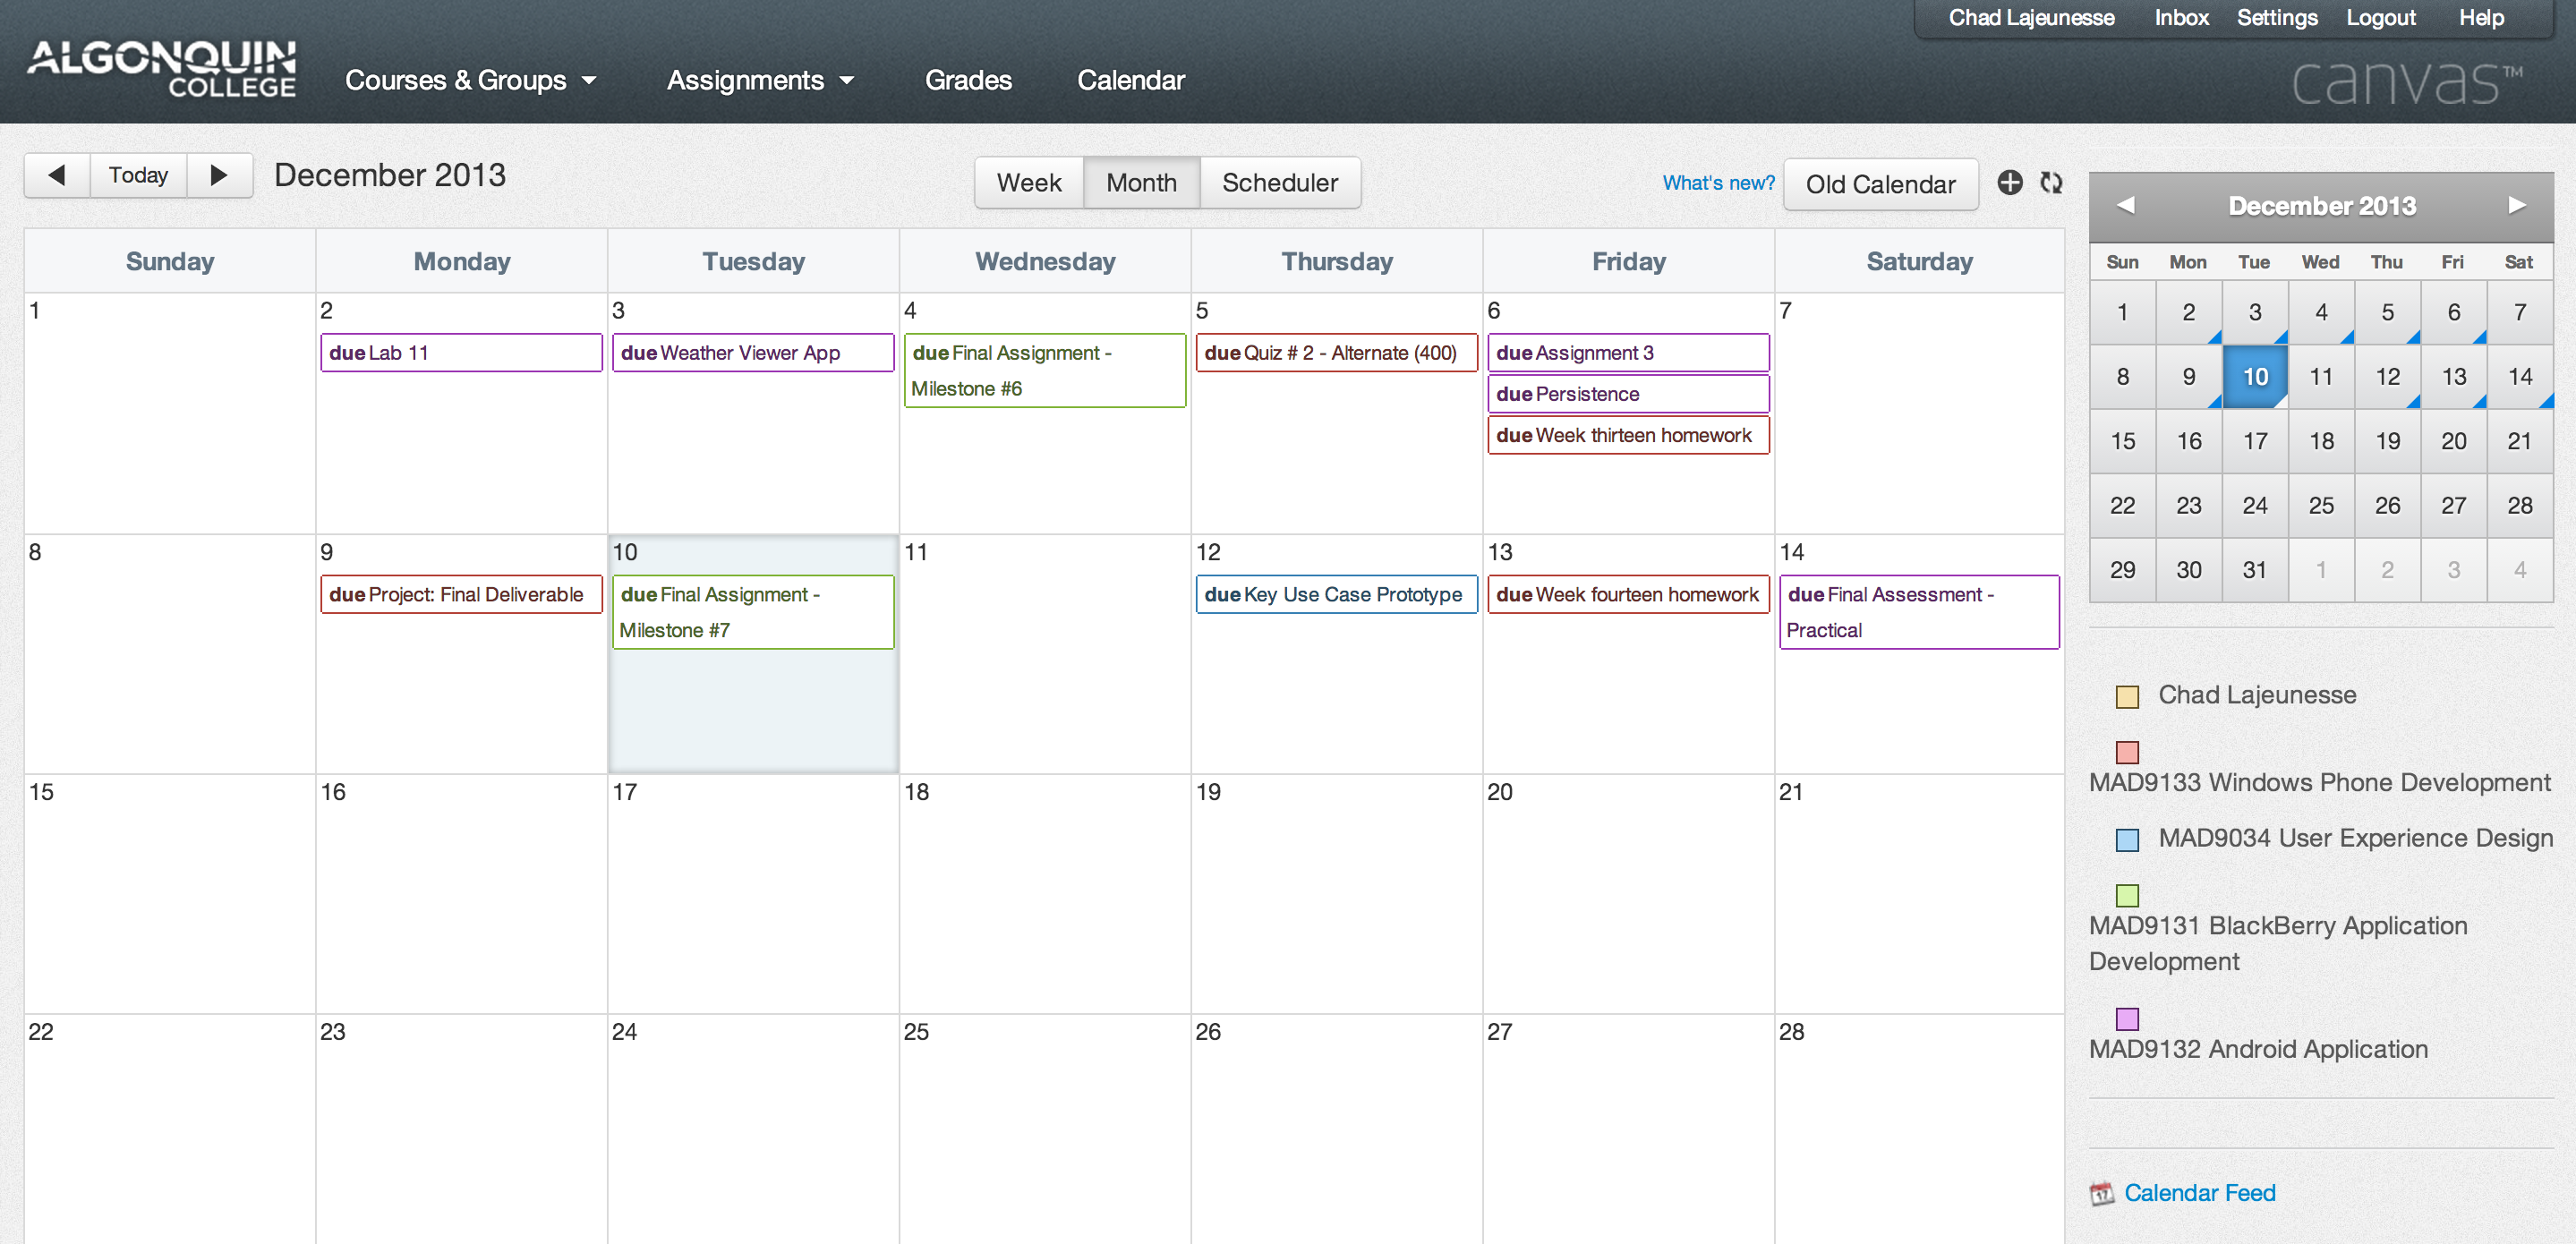 Chad Lajeunesse Inbox Settings Logout Help
ALGONQUIN
COLLEGE
Courses & Groups Assignments Grades Calendar
canvas™
Today December 2013
Week Month Scheduler
What's new? Old Calendar
Sunday Monday Tuesday Wednesday Thursday Friday Saturday
1 2 3 4 5 6 7
due Lab 11
due Weather Viewer App
due Final Assignment -
Milestone #6
due Quiz # 2 - Alternate (400)
due Assignment 3
due Persistence
due Week thirteen homework
8 9 10 11 12 13 14
due Project: Final Deliverable
due Final Assignment -
Milestone #7
due Key Use Case Prototype
due Week fourteen homework
due Final Assessment -
Practical
15 16 17 18 19 20 21
22 23 24 25 26 27 28
December 2013
Sun Mon Tue Wed Thu Fri Sat
1 2 3 4 5 6 7
8 9 10 11 12 13 14
15 16 17 18 19 20 21
22 23 24 25 26 27 28
29 30 31 1 2 3 4
Chad Lajeunesse
MAD9133 Windows Phone Development
MAD9034 User Experience Design
MAD9131 BlackBerry Application
Development
MAD9132 Android Application
17 Calendar Feed